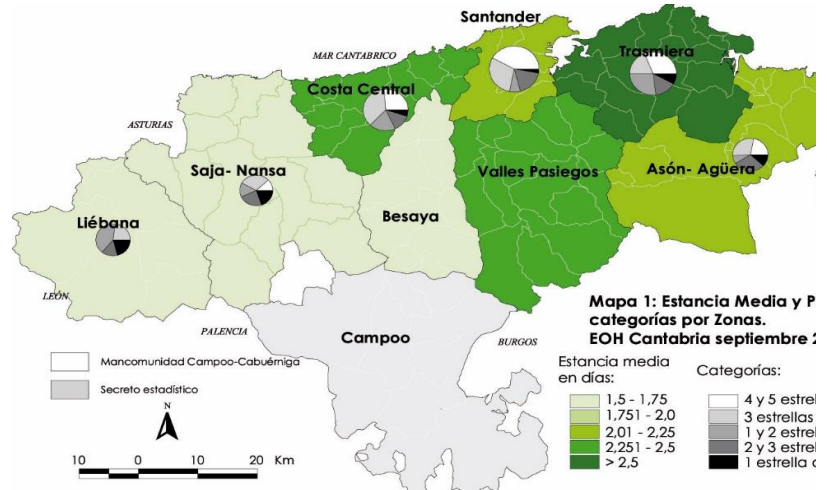 Santander
MAR CANTABRICO
Trasmiera
Costa Central
ASTURIAS
Saja- Nansa
Valles Pasiegos
Asón- Agüera
Besaya
Liébana
LEÓN
PALENCIA
Campoo
BURGOS
Mapa 1: Estancia Media y P
categorías por Zonas.
EOH Cantabria septiembre 2
Mancomunidad Campoo-Cabuérniga
Secreto estadístico
Estancia media
en días:
1,5 - 1,75
1,751 - 2,0
2,01 - 2,25
2,251 - 2,5
> 2,5
Categorías:
4 y 5 estrel
3 estrellas
1 y 2 estrel
2 y 3 estrel
1 estrella
N
10 0 10 20 Km